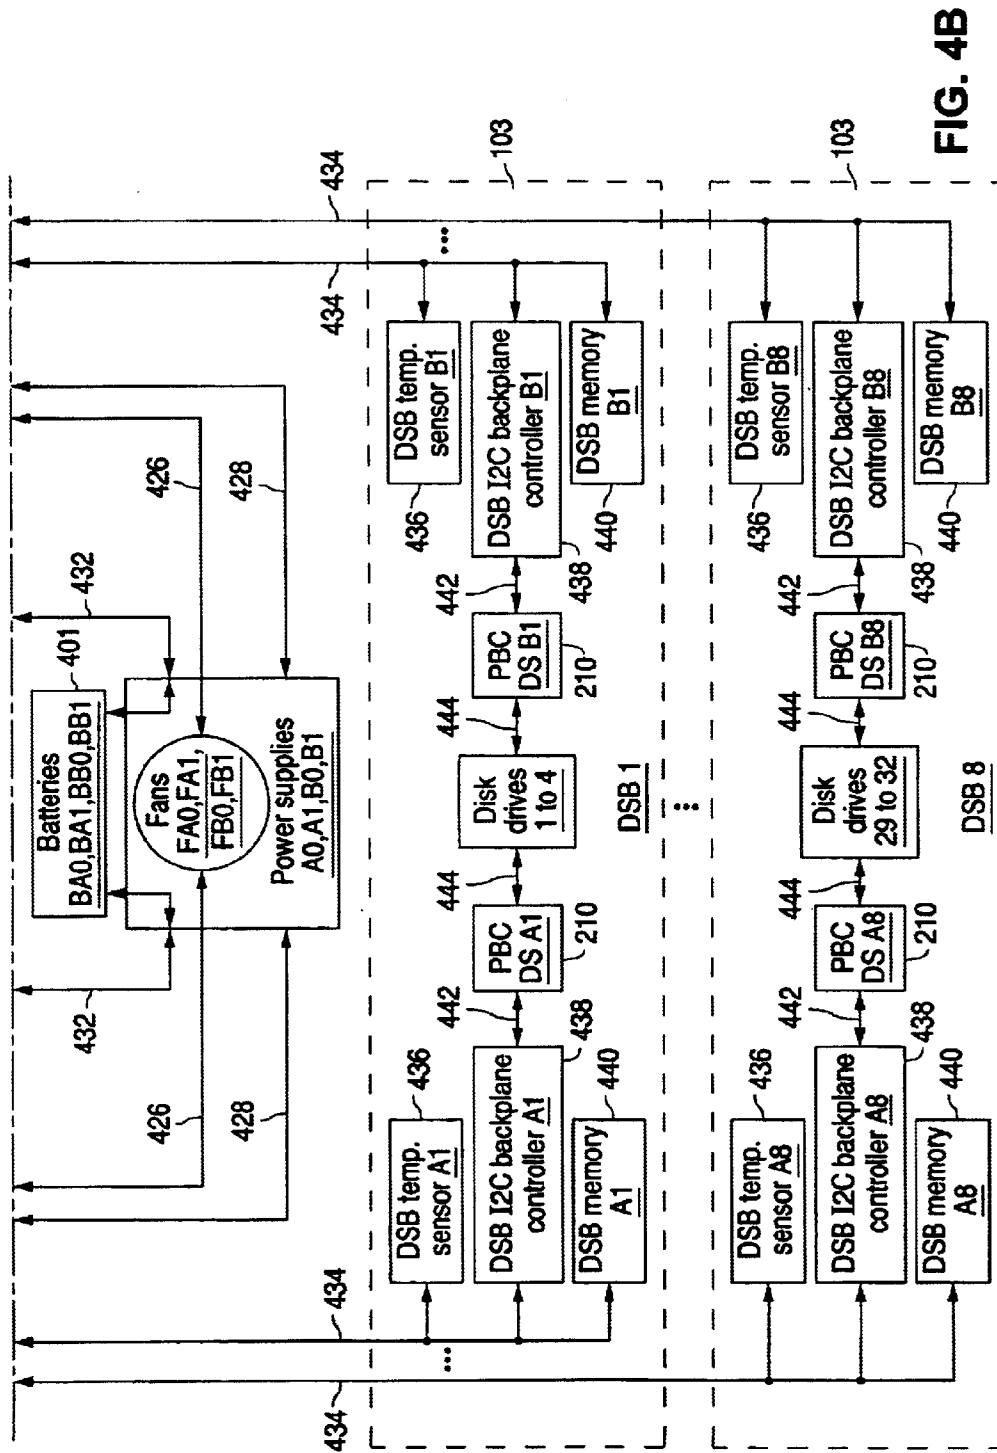 Batteries
BA0,BA1,BB0,BB1
401
432
432
426
Fans
FA0,FA1,
FB0,FB1
426
428
Power supplies
A0,A1,B0,B1
428
434
434
434
434
103
...
...
DSB temp.
sensor A1
436
DSB temp.
sensor B1
436
DSB I2C backplane
controller A1
438
442
PBC
DS A1
210
444
Disk
drives
1 to 4
444
PBC
DS B1
210
442
DSB I2C backplane
controller B1
438
DSB memory
A1
440
DSB memory
B1
440
DSB 1
...
103
DSB temp.
sensor A8
436
DSB temp.
sensor B8
436
DSB I2C backplane
controller A8
438
442
PBC
DS A8
210
444
Disk
drives
29 to 32
444
PBC
DS B8
210
442
DSB I2C backplane
controller B8
438
DSB memory
A8
440
DSB memory
B8
440
DSB 8
FIG. 4B